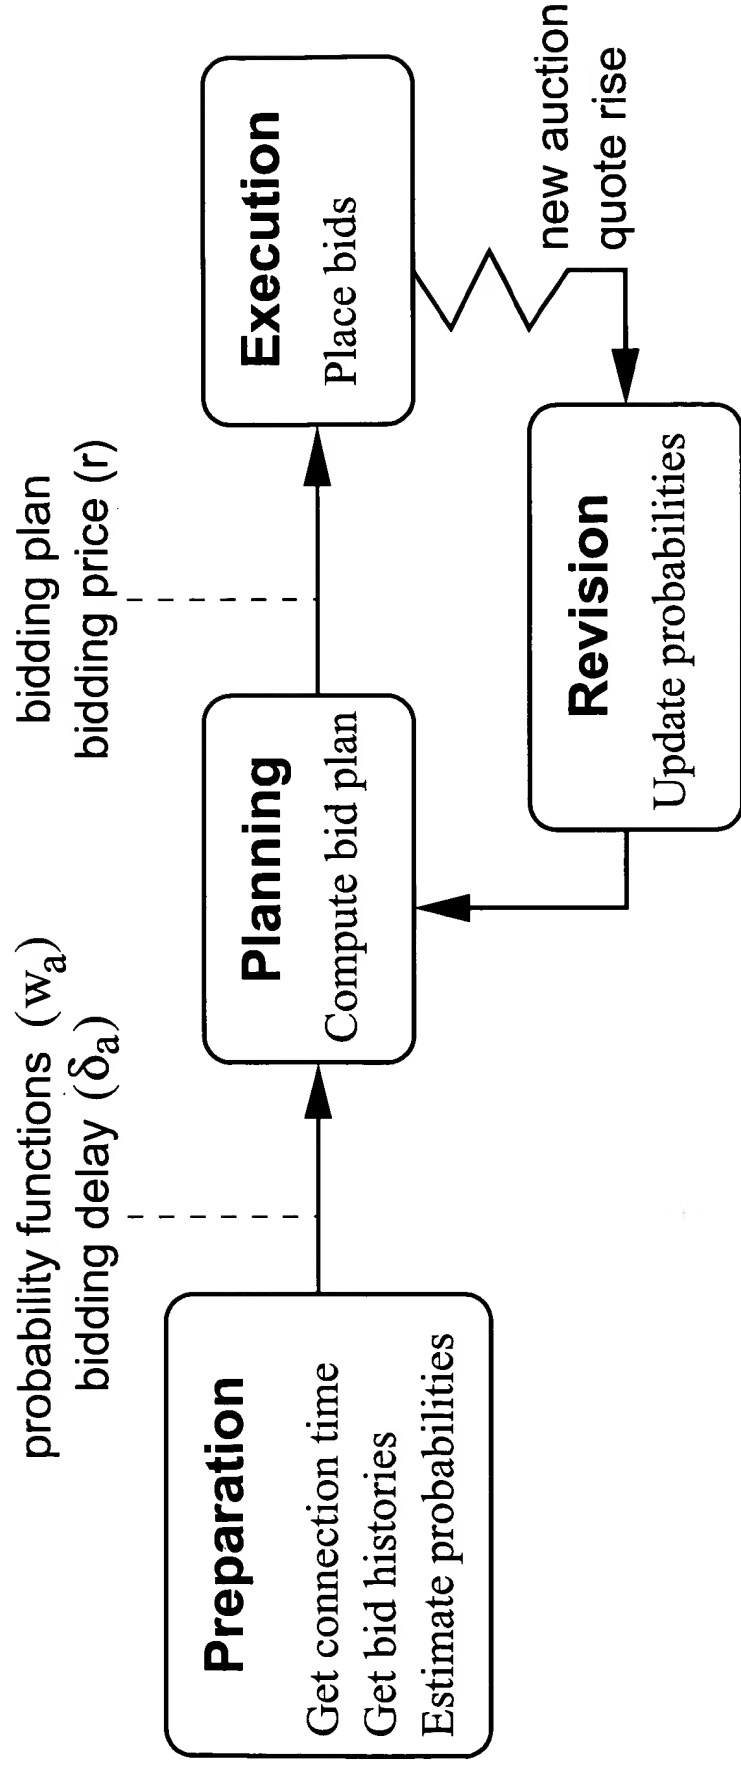 probability functions (wₐ)
bidding delay (δₐ)
bidding plan
bidding price (r)
Preparation
Get connection time
Get bid histories
Estimate probabilities
Planning
Compute bid plan
Execution
Place bids
new auction
quote rise
Revision
Update probabilities